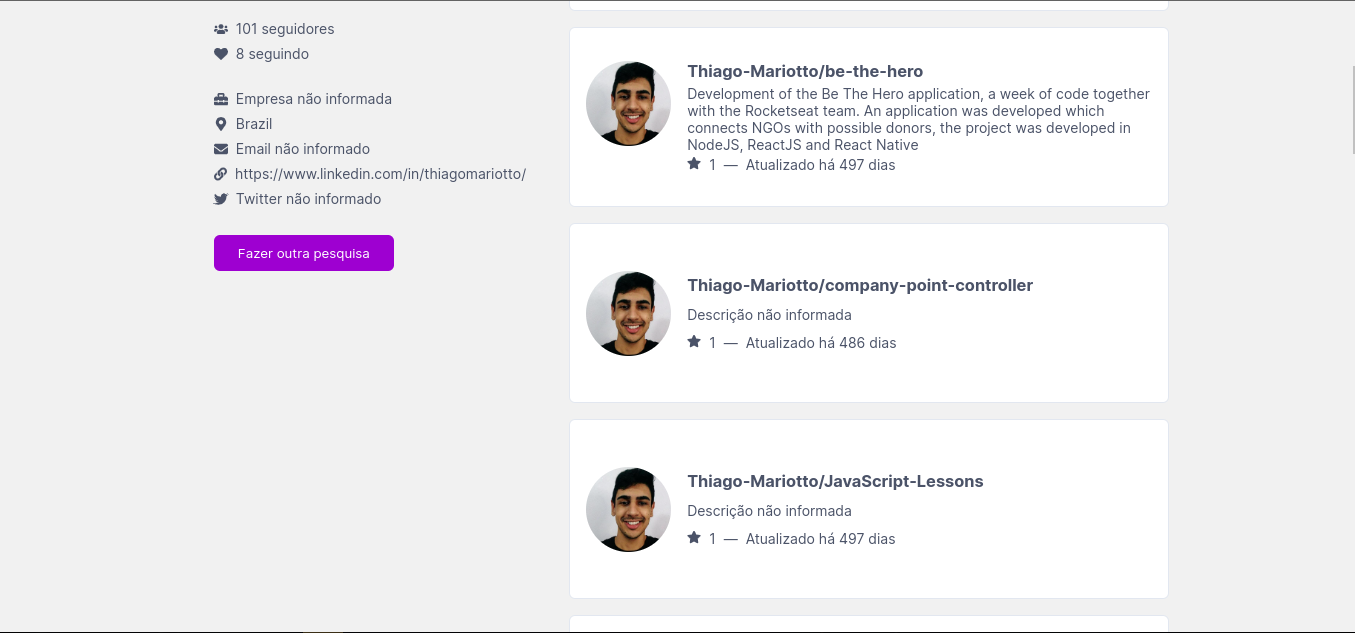 101 seguidores
8 seguindo
Empresa não informada
Brazil
Email não informado
https://www.linkedin.com/in/thiagomariotto/
Twitter não informado
Fazer outra pesquisa
Thiago-Mariotto/be-the-hero
Development of the Be The Hero application, a week of code together
with the Rocketseat team. An application was developed which
connects NGOs with possible donors, the project was developed in
NodeJS, ReactJS and React Native
1 — Atualizado há 497 dias
Thiago-Mariotto/company-point-controller
Descrição não informada
1 — Atualizado há 486 dias
Thiago-Mariotto/JavaScript-Lessons
Descrição não informada
1 — Atualizado há 497 dias